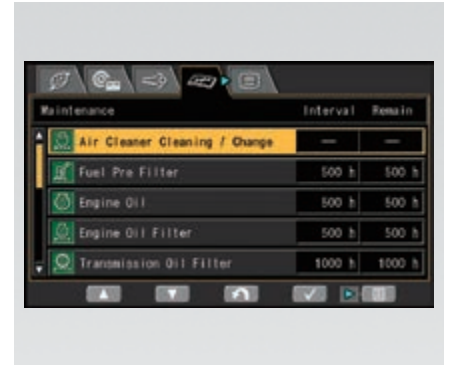 Maintenance Interval Remain
Air Cleaner Cleaning / Change — —
Fuel Pre Filter 500 h 500 h
Engine Oil 500 h 500 h
Engine Oil Filter 500 h 500 h
Transmission Oil Filter 1000 h 1000 h